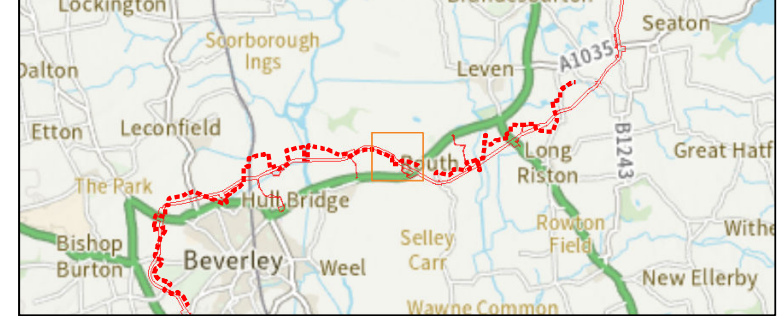 Lockington
Seaton
Scorborough
Ings
A1035
Dalton
Leven
Etton
Leconfield
B1243
Routh
Long
Riston
Great Hatf
The Park
Hull Bridge
Rowton
Field
Withe
Bishop
Burton
Selley
Carr
Beverley
Weel
New Ellerby
Wawne Common